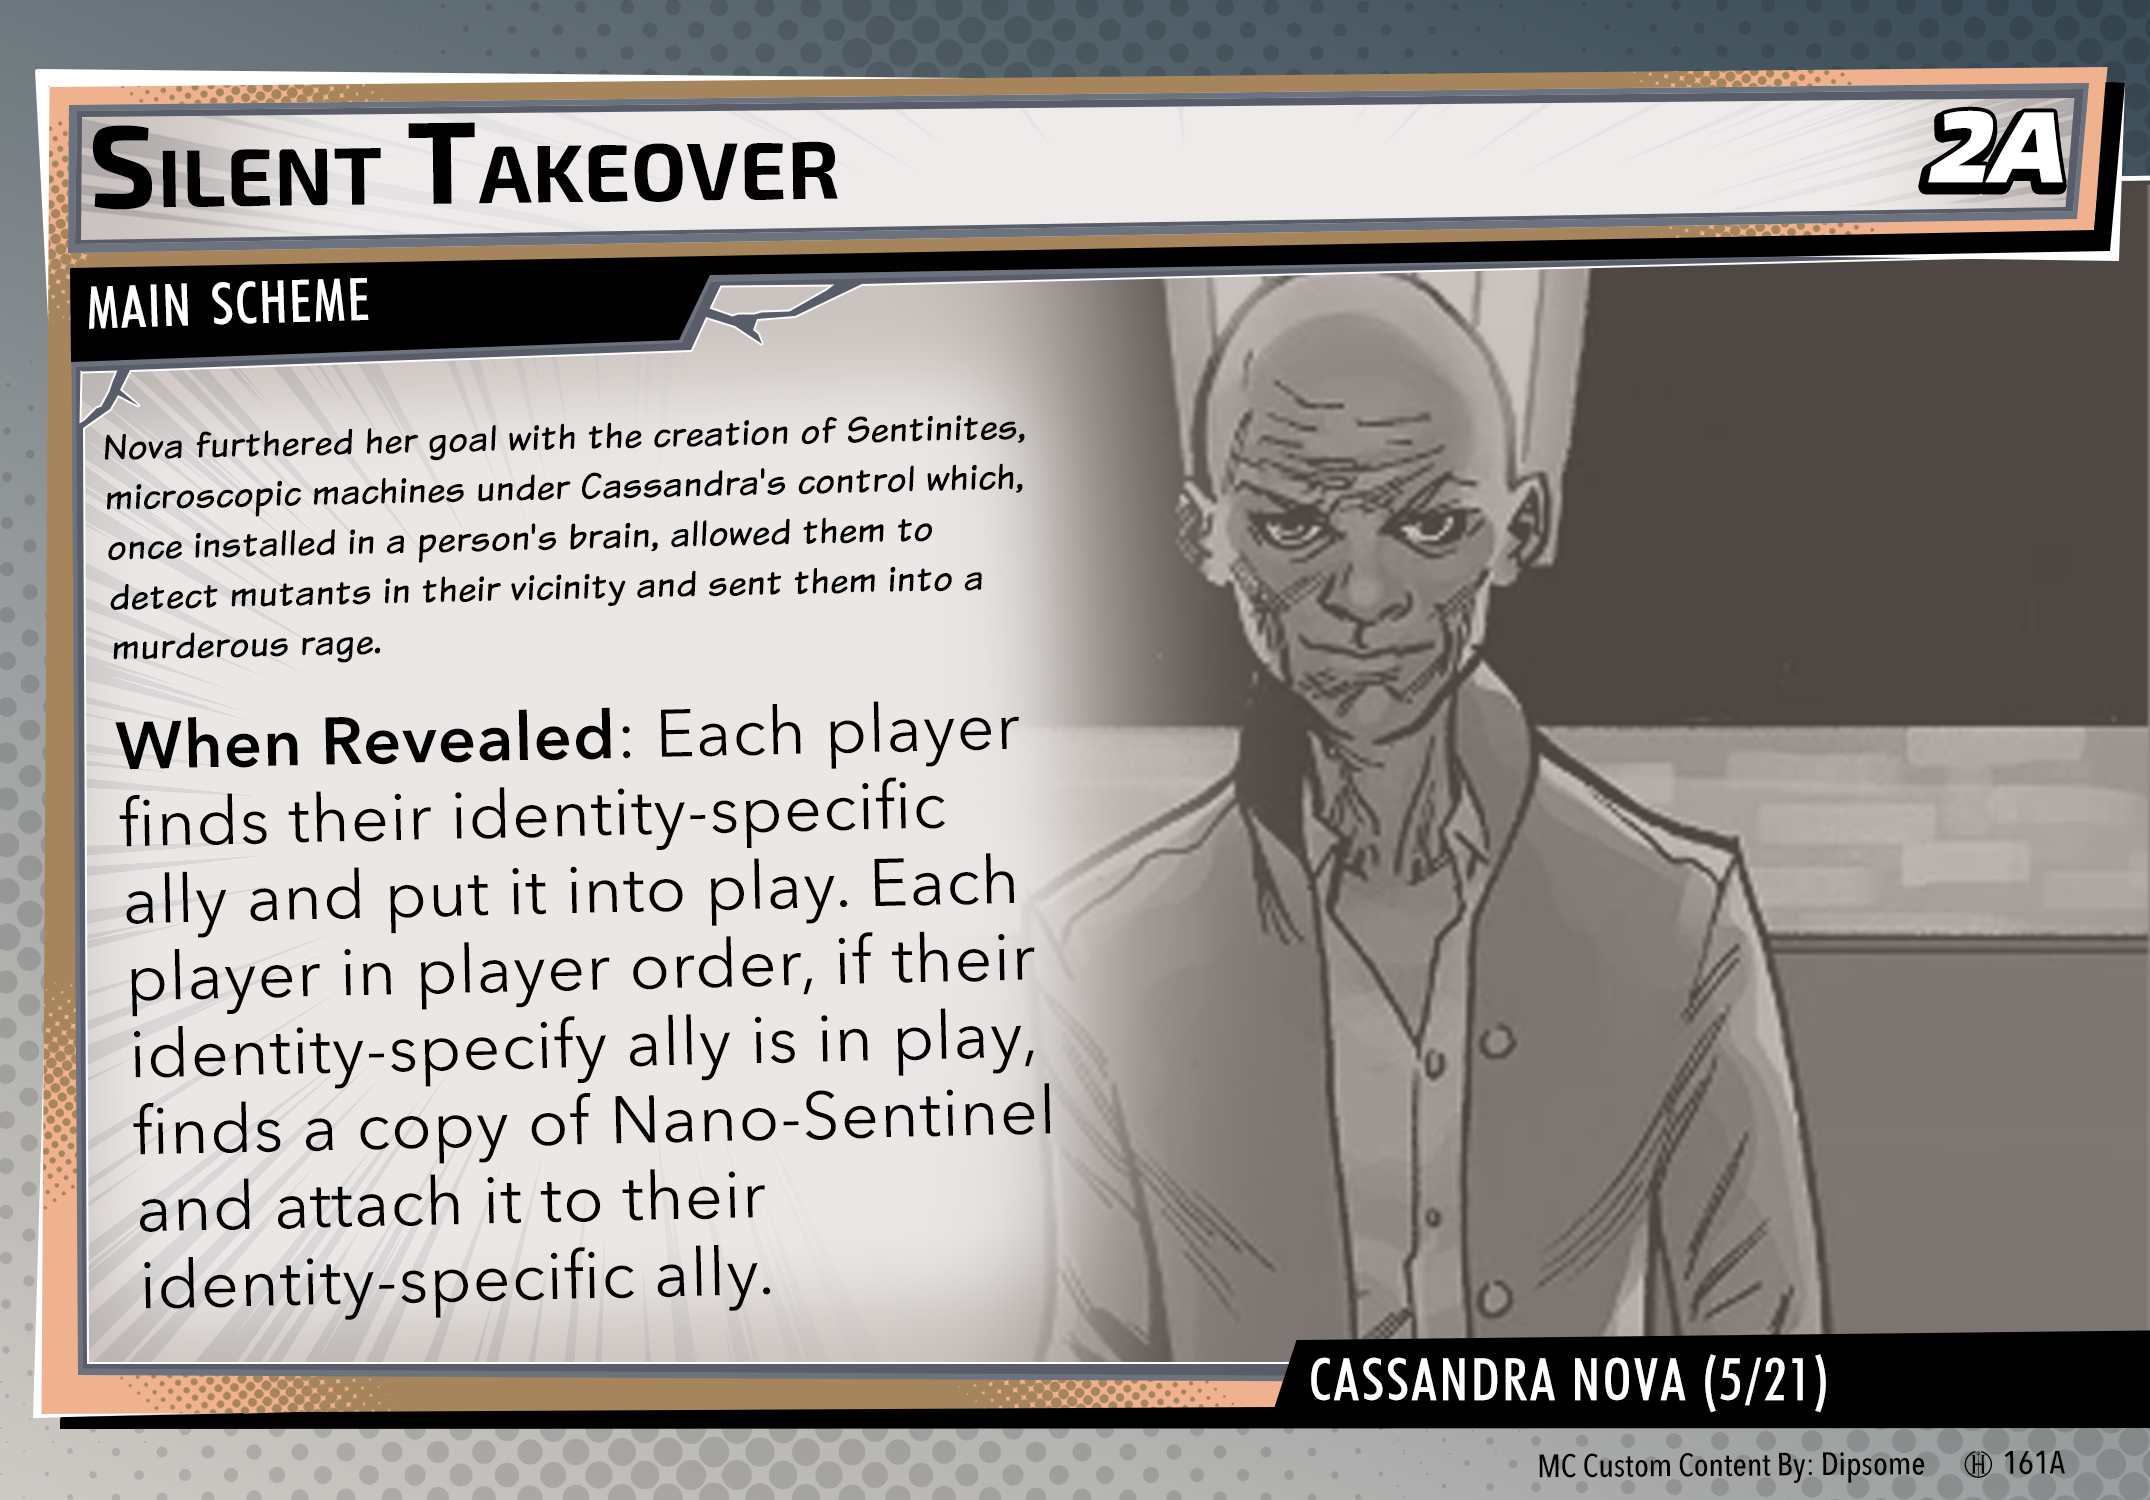 Silent Takeover
2A
MAIN SCHEME
Nova furthered her goal with the creation of Sentinites,
microscopic machines under Cassandra's control which,
once installed in a person's brain, allowed them to
detect mutants in their vicinity and sent them into a
murderous rage.
When Revealed: Each player
finds their identity-specific
ally and put it into play. Each
player in player order, if their
identity-specify ally is in play,
finds a copy of Nano-Sentinel
and attach it to their
identity-specific ally.
CASSANDRA NOVA (5/21)
MC Custom Content By: Dipsome H 161A